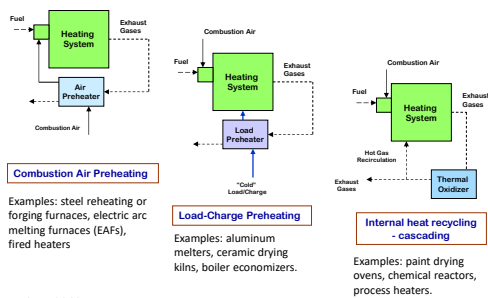 Fuel
Combustion Air
Exhaust
Gases
Heating
System
Air
Preheater
Combustion Air
Combustion Air Preheating
Examples: steel reheating or
forging furnaces, electric arc
melting furnaces (EAFs),
fired heaters
Combustion Air
Fuel
Exhaust
Gases
Heating
System
Load
Preheater
"Cold"
Load/Charge
Load-Charge Preheating
Examples: aluminum
melters, ceramic drying
kilns, boiler economizers.
Combustion Air
Fuel
Exhaust
Gases
Heating
System
Hot Gas
Recirculation
Exhaust
Gases
Thermal
Oxidizer
Internal heat recycling
- cascading
Examples: paint drying
ovens, chemical reactors,
process heaters.